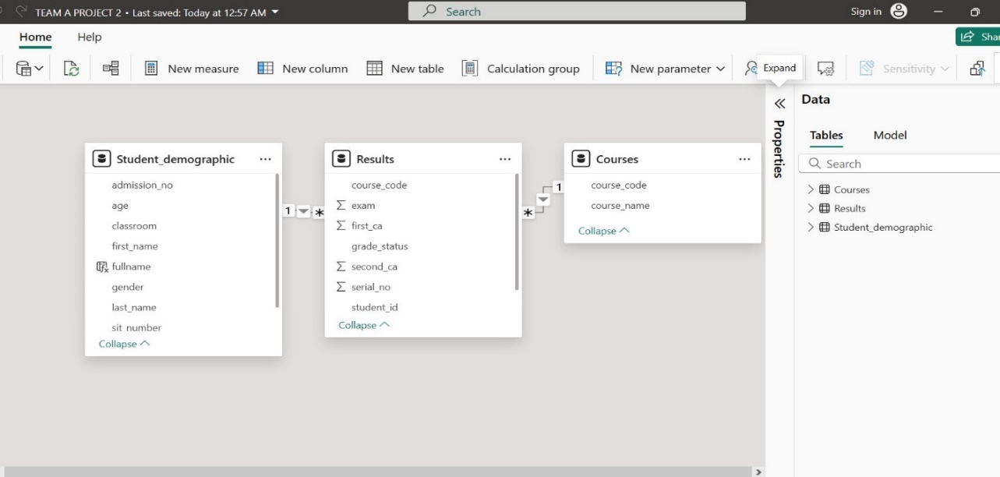 TEAM A PROJECT 2 • Last saved: Today at 12:57 AM
Search
Sign in
Home Help
Shar
New measure New column New table Calculation group New parameter Expand Sensitivity
Data
Properties
Tables Model
Search
Courses
Results
Student_demographic
Student_demographic ...
admission_no
age
classroom
first_name
fullname
gender
last_name
sit_number
Collapse
1 *
Results ...
course_code
Σ exam
Σ first_ca
grade_status
Σ second_ca
Σ serial_no
student_id
Collapse
* 1
Courses ...
course_code
course_name
Collapse